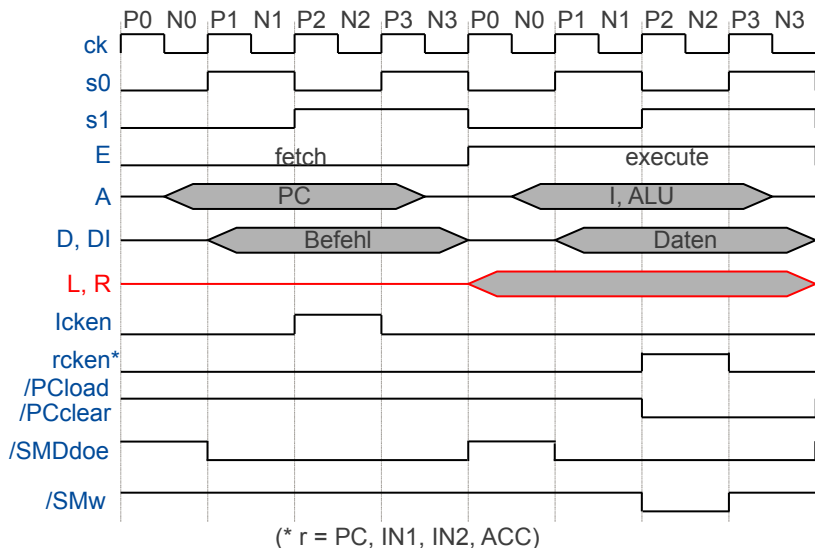 P0 N0 P1 N1 P2 N2 P3 N3 P0 N0 P1 N1 P2 N2 P3 N3
ck
s0
s1
E fetch execute
A PC I, ALU
D, DI Befehl Daten
L, R
Icken
rcken*
/PCload
/PCclear
/SMDdoe
/SMw
(* r = PC, IN1, IN2, ACC)